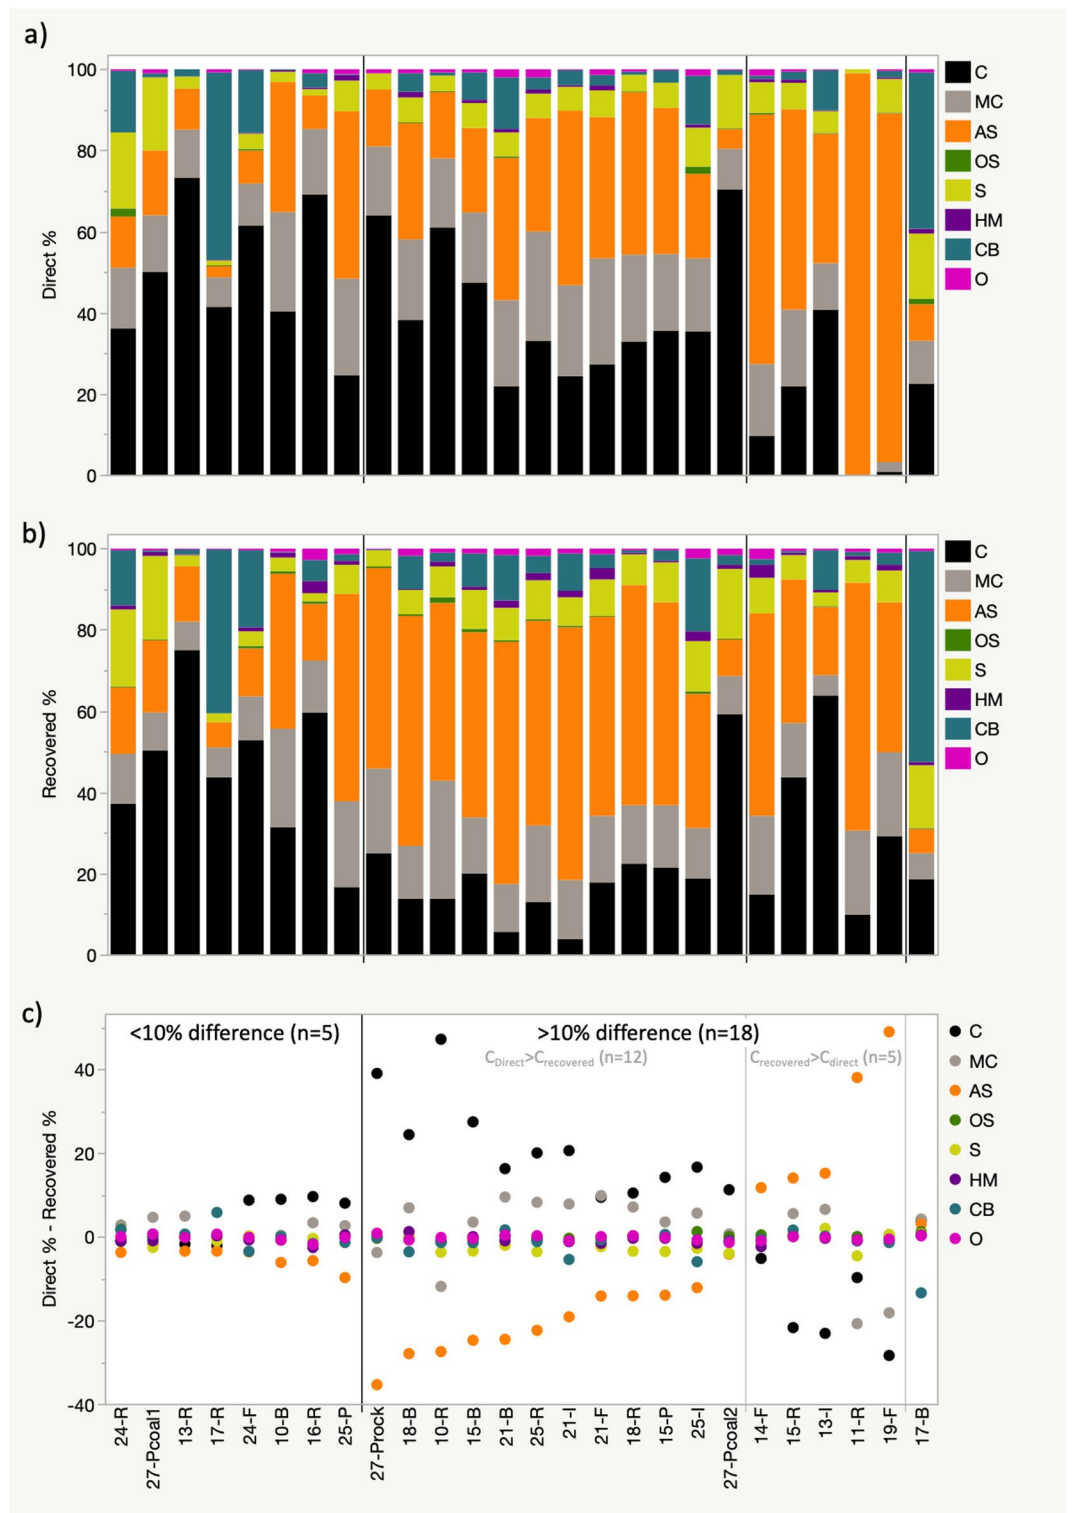 a)
100
80
60
40
20
0
Direct %
C
MC
AS
OS
S
HM
CB
O
b)
100
80
60
40
20
0
Recovered %
C
MC
AS
OS
S
HM
CB
O
c)
<10% difference (n=5)
>10% difference (n=18)
CDirect>Crecovered (n=12)
Crecovered>Cdirect (n=5)
40
20
0
-20
-40
Direct % - Recovered %
C
MC
AS
OS
S
HM
CB
O
24-R
27-Pcoal1
13-R
17-R
24-F
10-B
16-R
25-P
27-Prock
18-B
10-R
15-B
21-B
25-R
21-I
21-F
18-R
15-P
25-I
27-Pcoal2
14-F
15-R
13-I
11-R
19-F
17-B